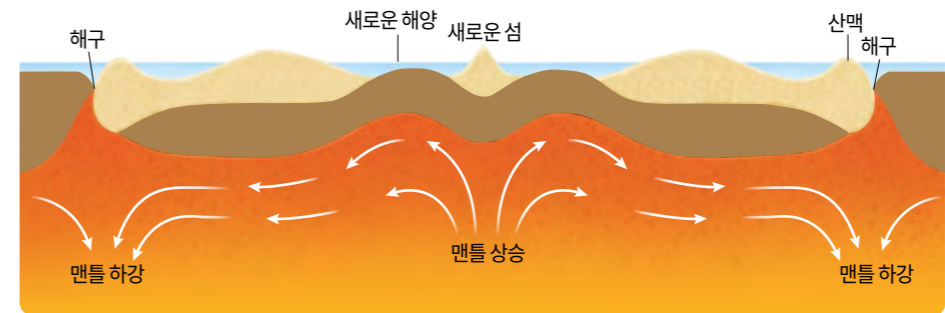 해구
새로운 해양
새로운 섬
산맥
해구
맨틀 하강
맨틀 상승
맨틀 하강